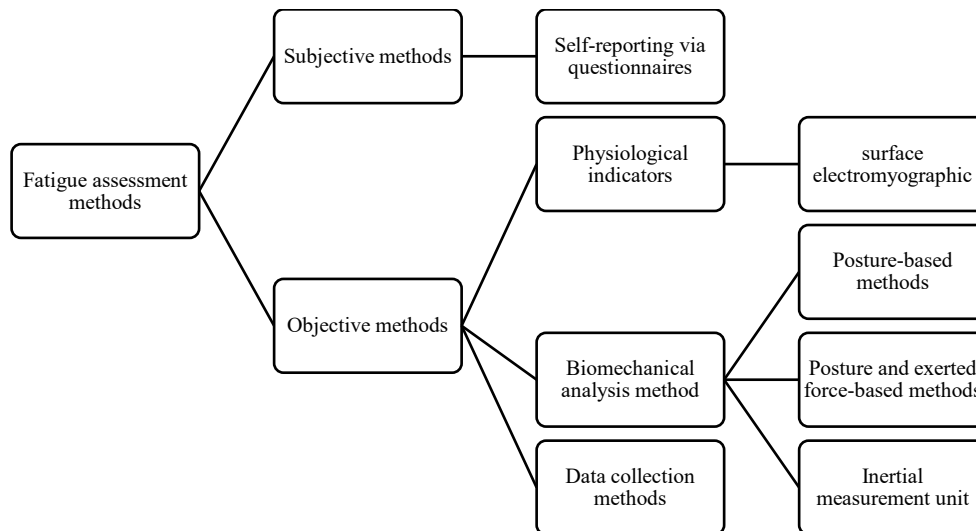 Subjective methods
Self-reporting via
questionnaires
Fatigue assessment
methods
Physiological
indicators
surface
electromyographic
Posture-based
methods
Objective methods
Biomechanical
analysis method
Posture and exerted
force-based methods
Data collection
methods
Inertial
measurement unit